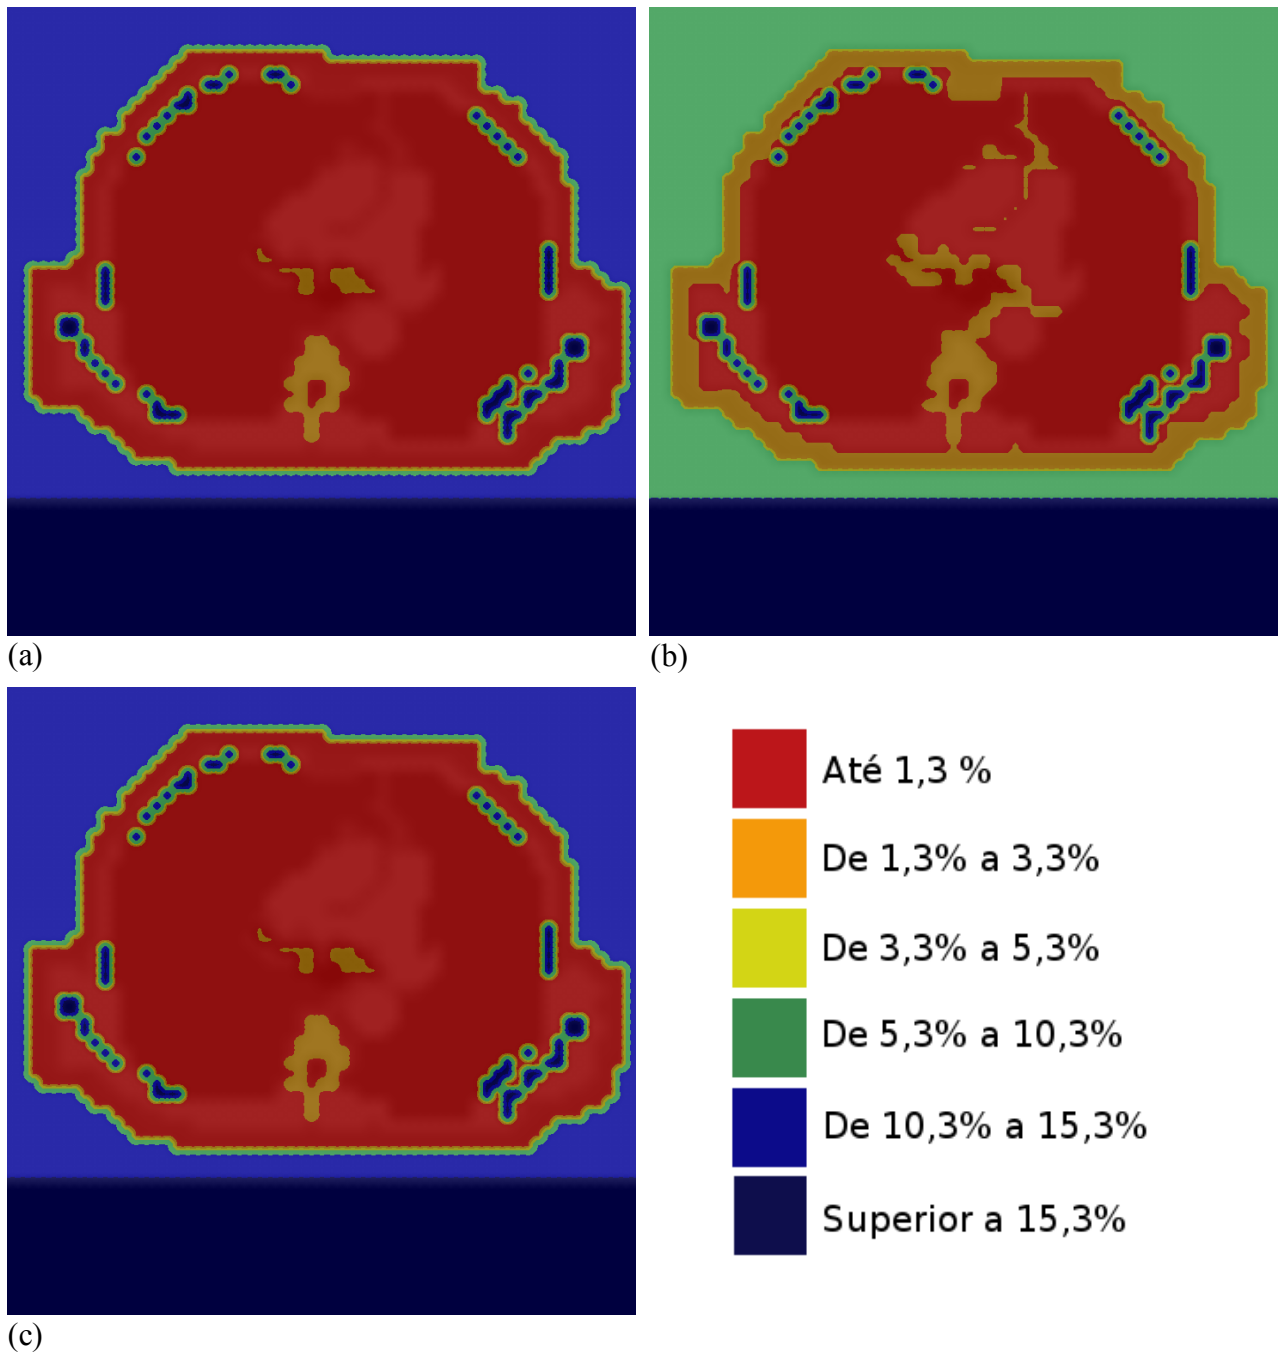 (a)
(b)
Até 1,3 %
De 1,3% a 3,3%
De 3,3% a 5,3%
De 5,3% a 10,3%
De 10,3% a 15,3%
Superior a 15,3%
(c)